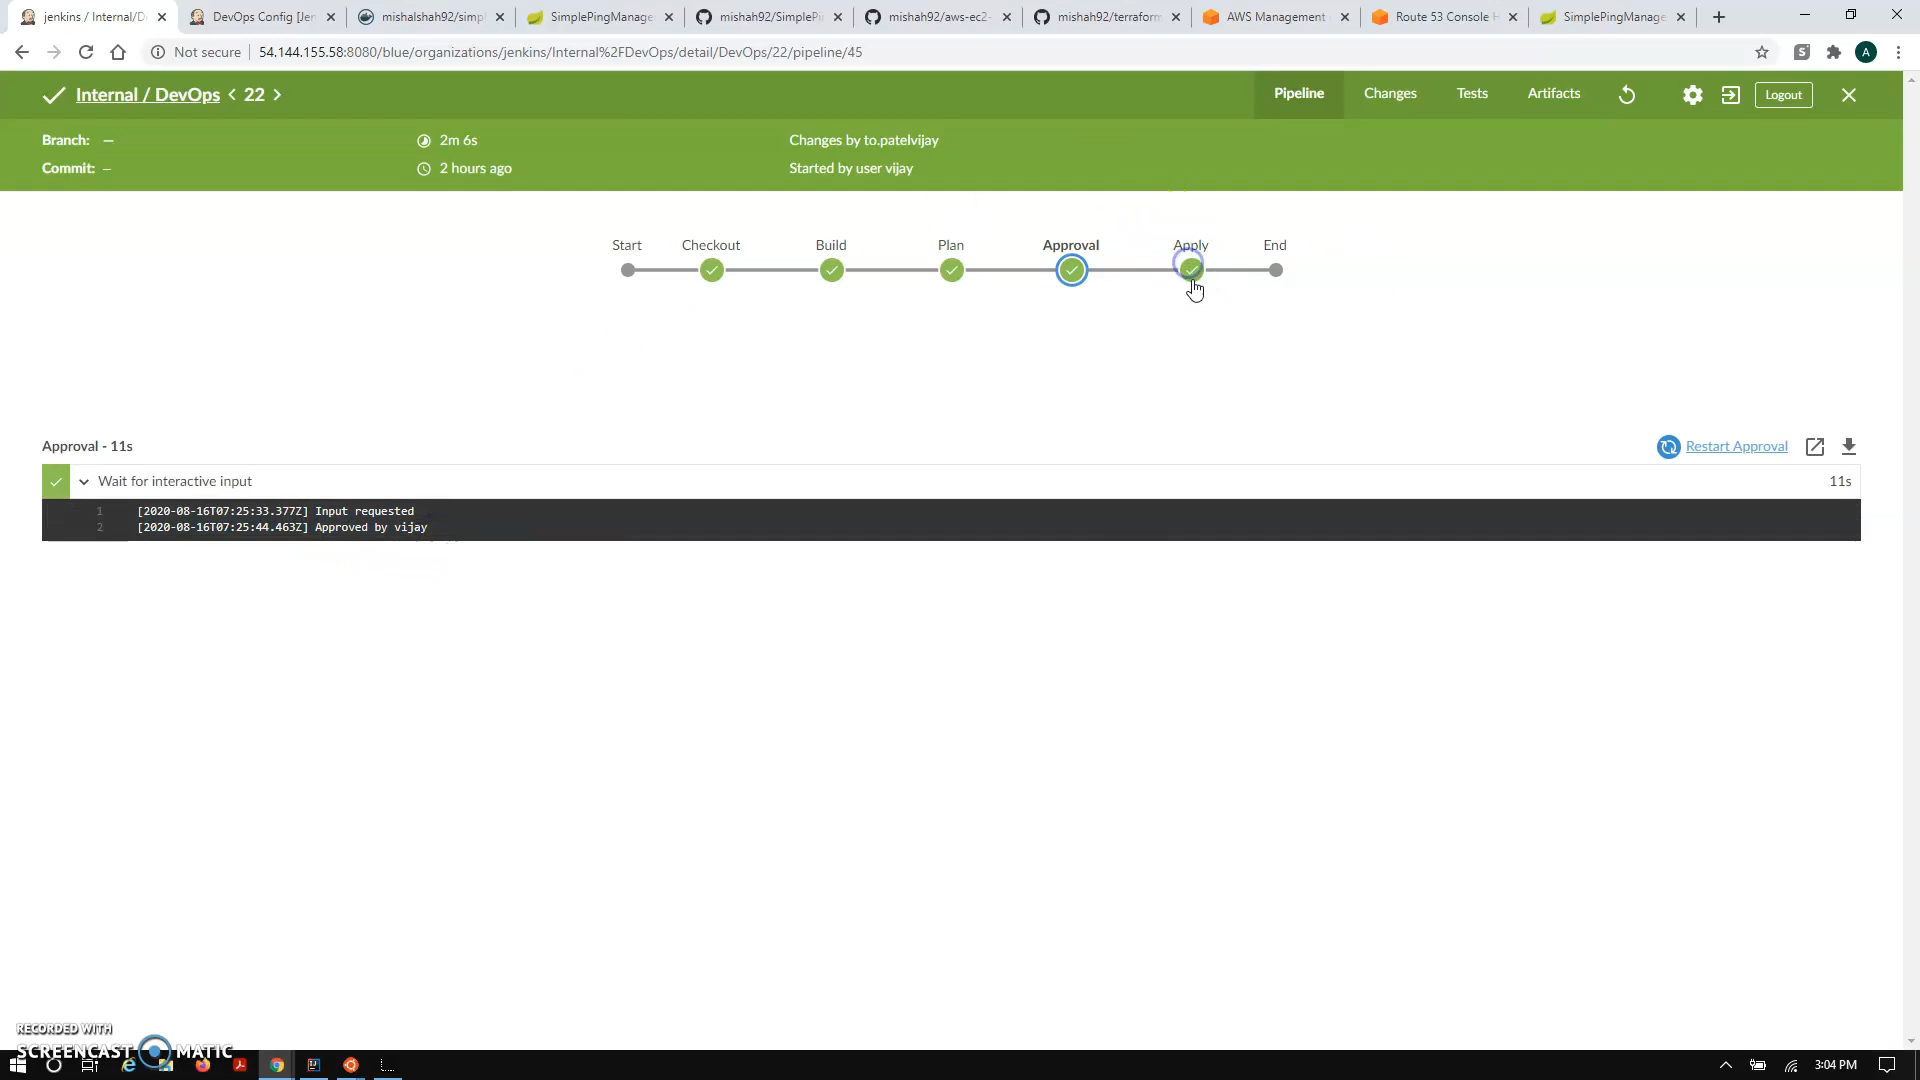 jenkins / Internal/D
DevOps Config [Jen
mishalshah92/simpl
SimplePingManage
mishah92/SimplePi
mishah92/aws-ec2-
mishah92/terraform
AWS Management
Route 53 Console H
SimplePingManage
Not secure
54.144.155.58:8080/blue/organizations/jenkins/Internal%2FDevOps/detail/DevOps/22/pipeline/45
A
Internal / DevOps < 22 >
Pipeline
Changes
Tests
Artifacts
Logout
Branch: —
2m 6s
Changes by to.patelvijay
Commit: –
2 hours ago
Started by user vijay
Start
Checkout
Build
Plan
Approval
Apply
End
Approval - 11s
Restart Approval
Wait for interactive input
11s
1 [2020-08-16T07:25:33.377Z] Input requested
2 [2020-08-16T07:25:44.463Z] Approved by vijay
RECORDED WITH
SCREENCAST MATIC
3:04 PM